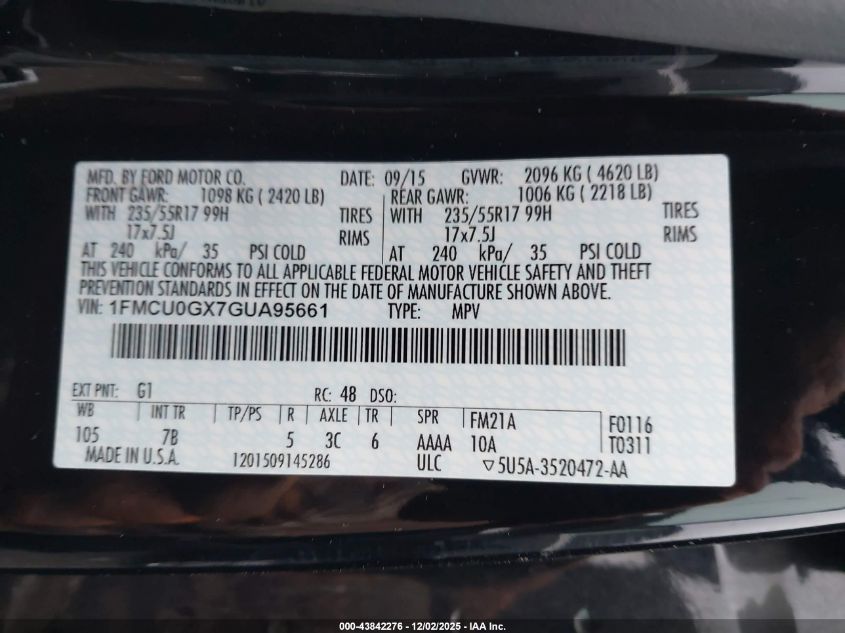 MFD. BY FORD MOTOR CO. DATE: 09/15 GVWR: 2096 KG ( 4620 LB)
FRONT GAWR: 1098 KG ( 2420 LB) REAR GAWR: 1006 KG ( 2218 LB)
WITH 235/55R17 99H TIRES WITH 235/55R17 99H TIRES
17x7.5J RIMS 17x7.5J RIMS
AT 240 kPa/ 35 PSI COLD AT 240 kPa/ 35 PSI COLD
THIS VEHICLE CONFORMS TO ALL APPLICABLE FEDERAL MOTOR VEHICLE SAFETY AND THEFT
PREVENTION STANDARDS IN EFFECT ON THE DATE OF MANUFACTURE SHOWN ABOVE.
VIN: 1FMCU0GX7GUA95661 TYPE: MPV
EXT PNT: G1 RC: 48 DSO:
WB INT TR TP/PS R AXLE TR SPR FM21A F0116
105 7B 5 3C 6 AAAA 10A T0311
MADE IN U.S.A. 1201509145286 ULC ▽5U5A-3520472-AA
000-43842276 - 12/02/2025 - IAA Inc.